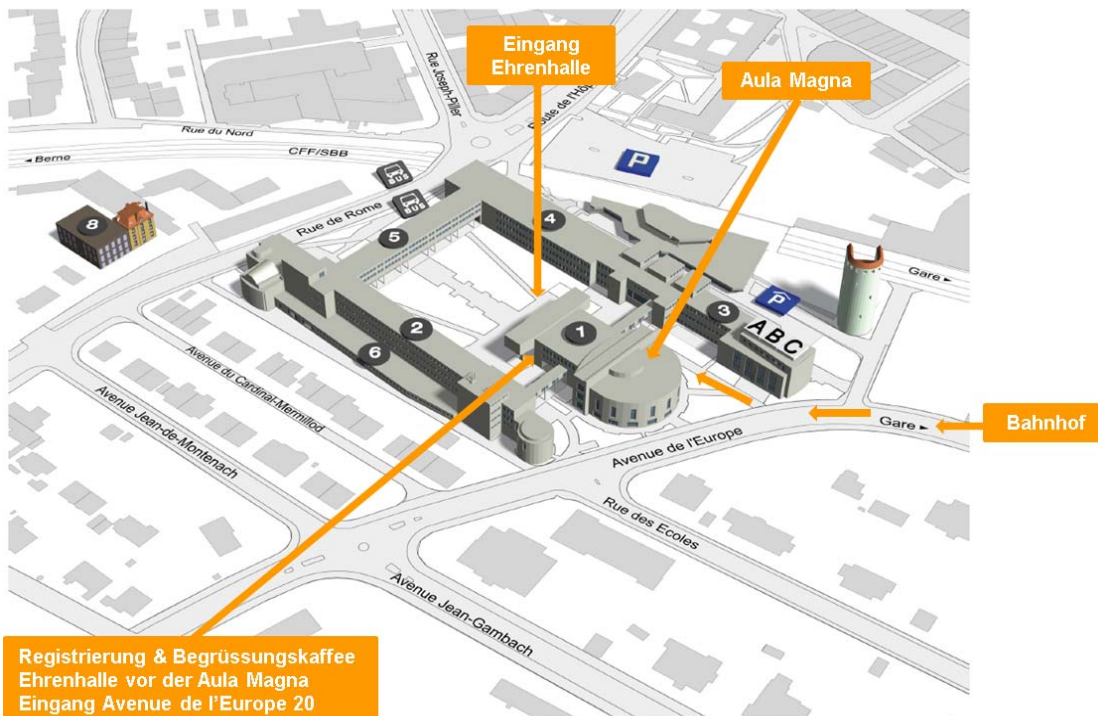 Eingang
Ehrenhalle
Aula Magna
Rue Joseph-Piller
Route de l'Hôp
Rue du Nord
◄ Berne
CFF/SBB
P
BUS
BUS
Rue de Rome
8
4
5
Gare ►
P
3
ABC
1
2
6
Avenue du Cardinal-Mermillod
Avenue Jean-de-Montenach
Avenue de l'Europe
Gare ►
Bahnhof
Rue des Ecoles
Avenue Jean-Gambach
Registrierung & Begrüssungskaffee
Ehrenhalle vor der Aula Magna
Eingang Avenue de l'Europe 20